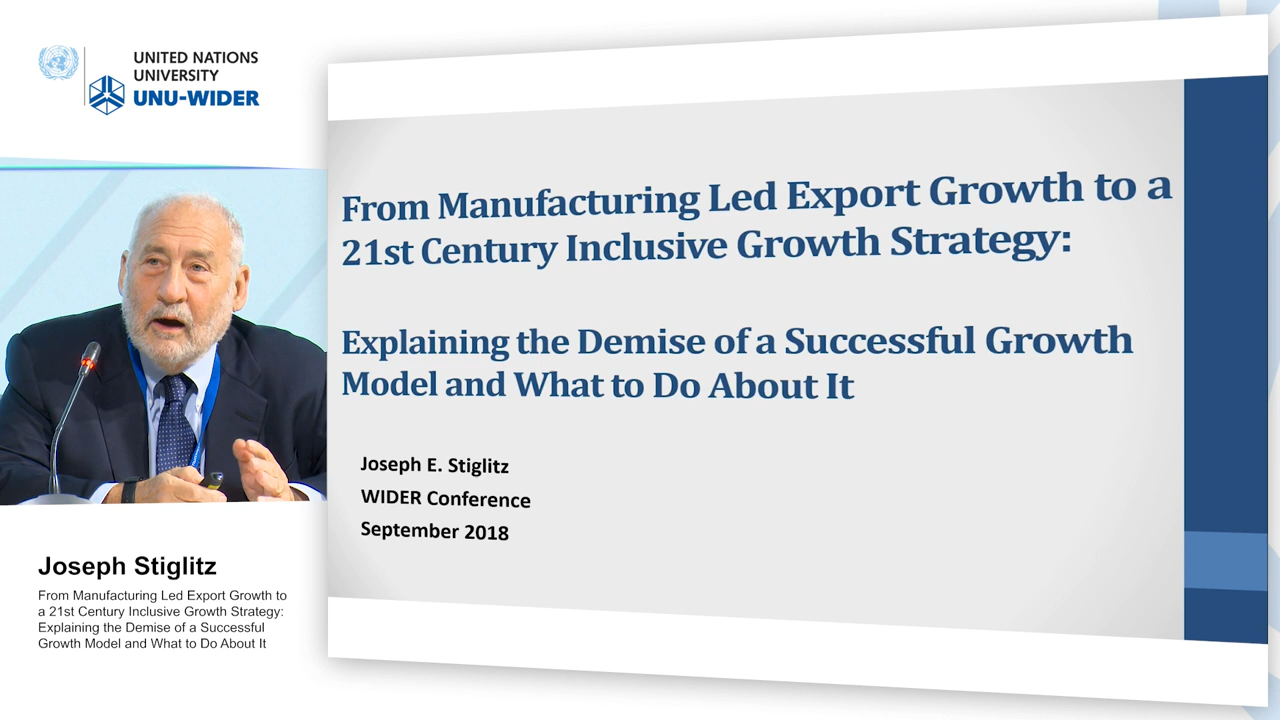 UNITED NATIONS
UNIVERSITY
UNU-WIDER
From Manufacturing Led Export Growth to a
21st Century Inclusive Growth Strategy:
Explaining the Demise of a Successful Growth
Model and What to Do About It
Joseph E. Stiglitz
WIDER Conference
September 2018
Joseph Stiglitz
From Manufacturing Led Export Growth to
a 21st Century Inclusive Growth Strategy:
Explaining the Demise of a Successful
Growth Model and What to Do About It